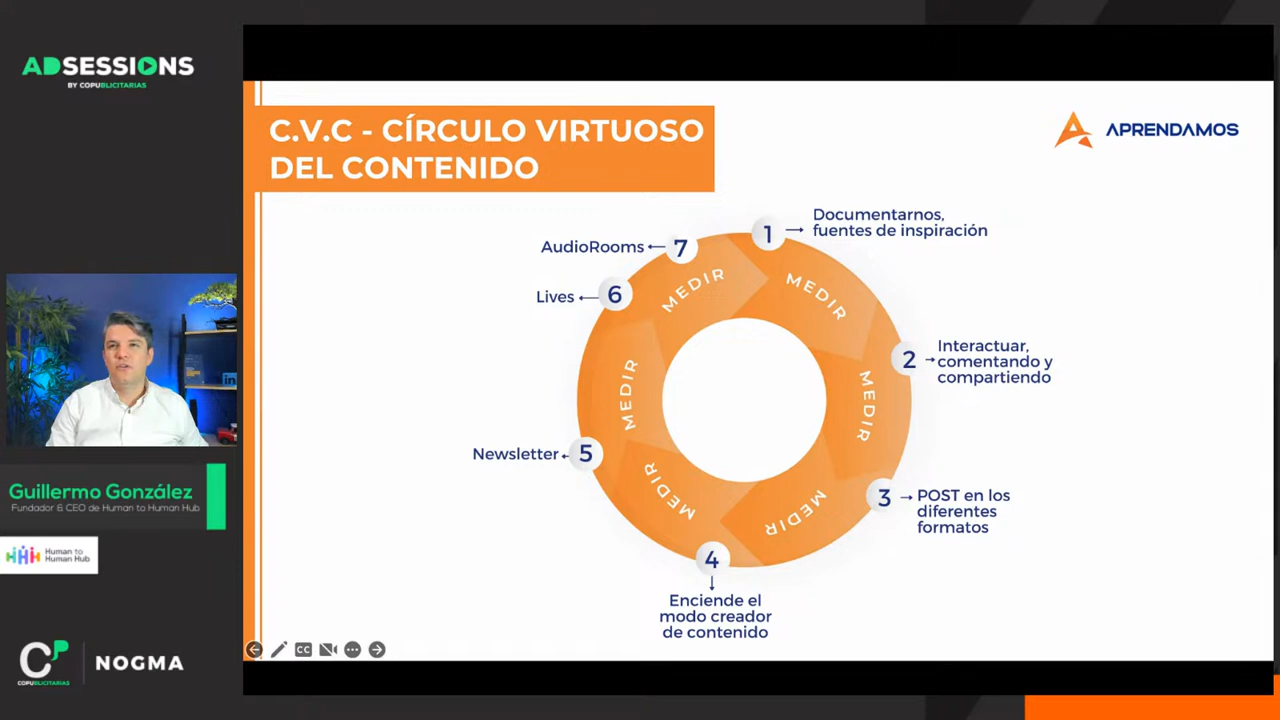 ADSESSIONS
BY COPUBLICITARIAS
C.V.C - CÍRCULO VIRTUOSO
DEL CONTENIDO
APRENDAMOS
1
Documentarnos,
fuentes de inspiración
2
Interactuar,
comentando y
compartiendo
3
POST en los
diferentes
formatos
4
Enciende el
modo creador
de contenido
5
Newsletter
6
Lives
7
AudioRooms
MEDIR
MEDIR
MEDIR
MEDIR
MEDIR
MEDIR
in
Guillermo González
Fundador & CEO de Human to Human Hub
Human to
Human Hub
CP
COPUBLICITARIAS
NOGMA
CC